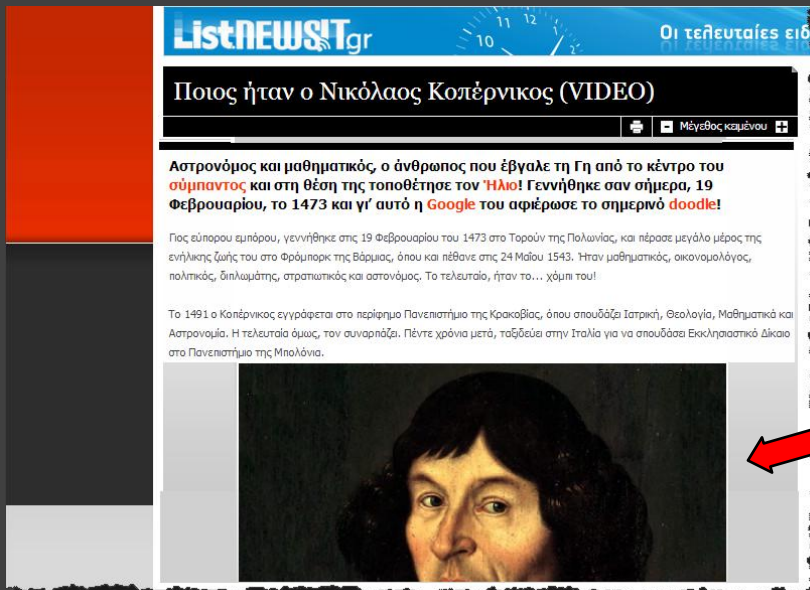 ListNEWSIT.gr
11 12
10
1
2
Οι τελευταίες
Ποιος ήταν ο Νικόλαος Κοπέρνικος (VIDEO)
Μέγεθος κειμένου
Αστρονόμος και μαθηματικός, ο άνθρωπος που έβγαλε τη Γη από το κέντρο του
σύμπαντος και στη θέση της τοποθέτησε τον Ήλιο! Γεννήθηκε σαν σήμερα, 19
Φεβρουαρίου, το 1473 και γι’ αυτό η Google του αφιέρωσε το σημερινό doodle!
Γιος εύπορου εμπόρου, γεννήθηκε στις 19 Φεβρουαρίου του 1473 στο Τορούν της Πολωνίας, και πέρασε μεγάλο μέρος της
ενήλικης ζωής του στο Φρόμπορκ της Βάρμιας, όπου και πέθανε στις 24 Μαΐου 1543. Ήταν μαθηματικός, οικονομολόγος,
πολιτικός, διπλωμάτης, στρατιωτικός και αστονόμος. Το τελευταίο, ήταν το... χόμπι του!
Το 1491 ο Κοπέρνικος εγγράφεται στο περίφημο Πανεπιστήμιο της Κρακοβίας, όπου σπουδάζει Ιατρική, Θεολογία, Μαθηματικά και
Αστρονομία. Η τελευταία όμως, τον συναρπάζει. Πέντε χρόνια μετά, ταξιδεύει στην Ιταλία για να σπουδάσει Εκκλησιαστικό Δίκαιο
στο Πανεπιστήμιο της Μπολόνια.